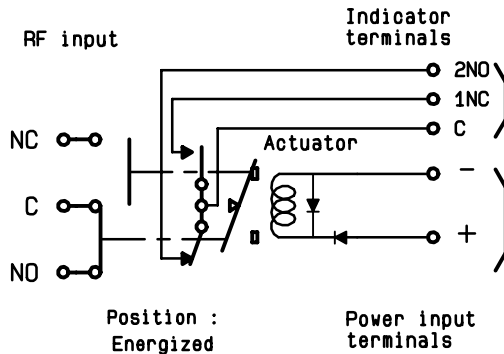 RF input
Indicator
terminals
2NO
1NC
C
Actuator
NC
C
NO
-
+
Position :
Energized
Power input
terminals